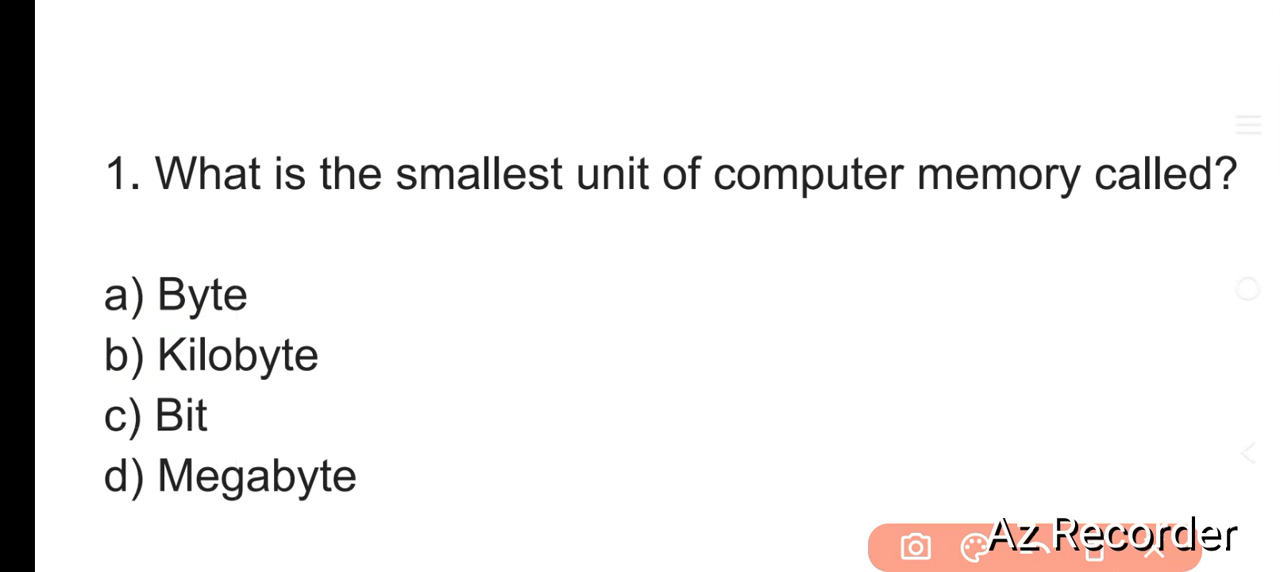 1. What is the smallest unit of computer memory called?
a) Byte
b) Kilobyte
c) Bit
d) Megabyte
Az Recorder